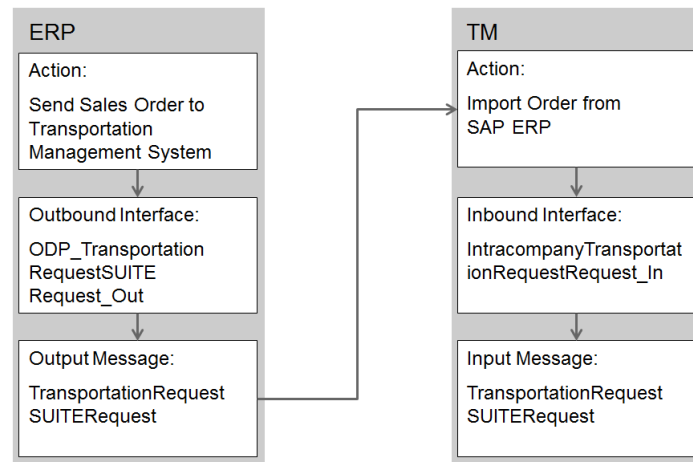 ERP
Action:
Send Sales Order to
Transportation
Management System
Outbound Interface:
ODP_Transportation
RequestSUITE
Request_Out
Output Message:
TransportationRequest
SUITERequest
TM
Action:
Import Order from
SAP ERP
Inbound Interface:
IntracompanyTransportat
ionRequestRequest_In
Input Message:
TransportationRequest
SUITERequest